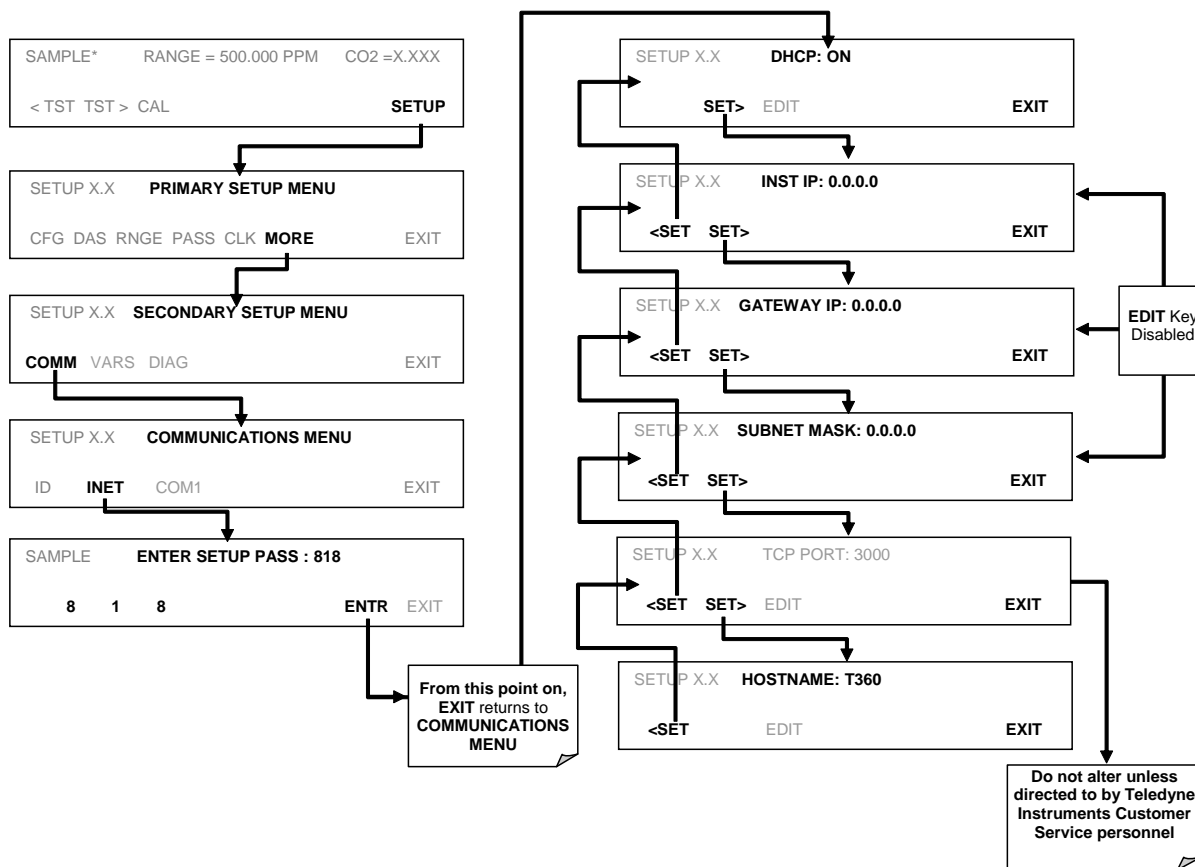 SAMPLE* RANGE = 500.000 PPM CO2 =X.XXX
< TST TST > CAL SETUP
SETUP X.X PRIMARY SETUP MENU
CFG DAS RNGE PASS CLK MORE EXIT
SETUP X.X SECONDARY SETUP MENU
COMM VARS DIAG EXIT
SETUP X.X COMMUNICATIONS MENU
ID INET COM1 EXIT
SAMPLE ENTER SETUP PASS : 818
8 1 8 ENTR EXIT
From this point on,
EXIT returns to
COMMUNICATIONS
MENU
SETUP X.X DHCP: ON
SET> EDIT EXIT
SETUP X.X INST IP: 0.0.0.0
<SET SET> EXIT
SETUP X.X GATEWAY IP: 0.0.0.0
<SET SET> EXIT
SETUP X.X SUBNET MASK: 0.0.0.0
<SET SET> EXIT
SETUP X.X TCP PORT: 3000
<SET SET> EDIT EXIT
SETUP X.X HOSTNAME: T360
<SET EDIT EXIT
EDIT Key
Disabled
Do not alter unless
directed to by Teledyne
Instruments Customer
Service personnel